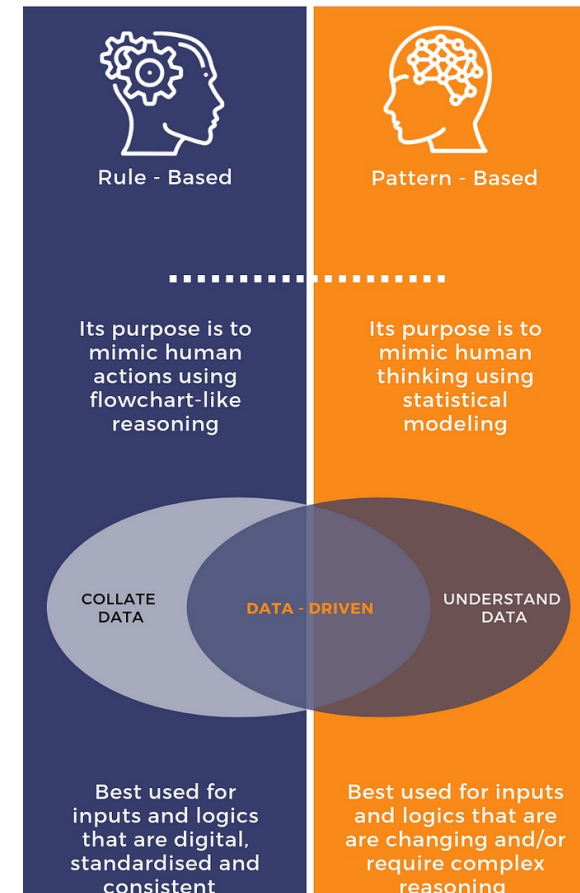 Rule - Based
Its purpose is to
mimic human
actions using
flowchart-like
reasoning
COLLATE
DATA
Best used for
inputs and logics
that are digital,
standardised and
consistent
Pattern - Based
Its purpose is to
mimic human
thinking using
statistical
modeling
DATA - DRIVEN
UNDERSTAND
DATA
Best used for inputs
and logics that are
are changing and/or
require complex
reasoning